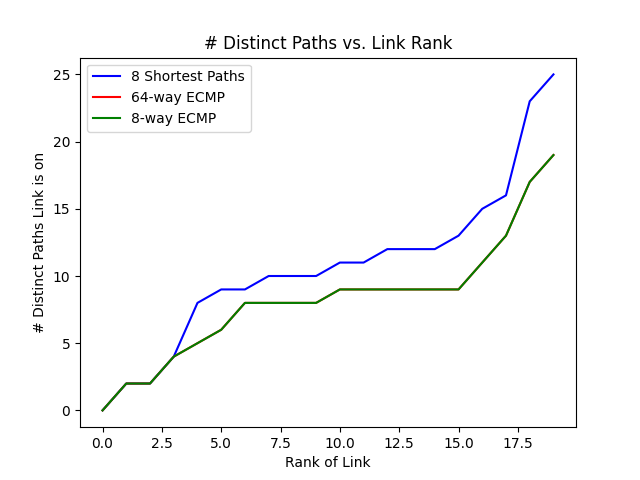 # Distinct Paths vs. Link Rank
8 Shortest Paths
64-way ECMP
8-way ECMP
# Distinct Paths Link is on
25
20
15
10
5
0
0.0 2.5 5.0 7.5 10.0 12.5 15.0 17.5
Rank of Link